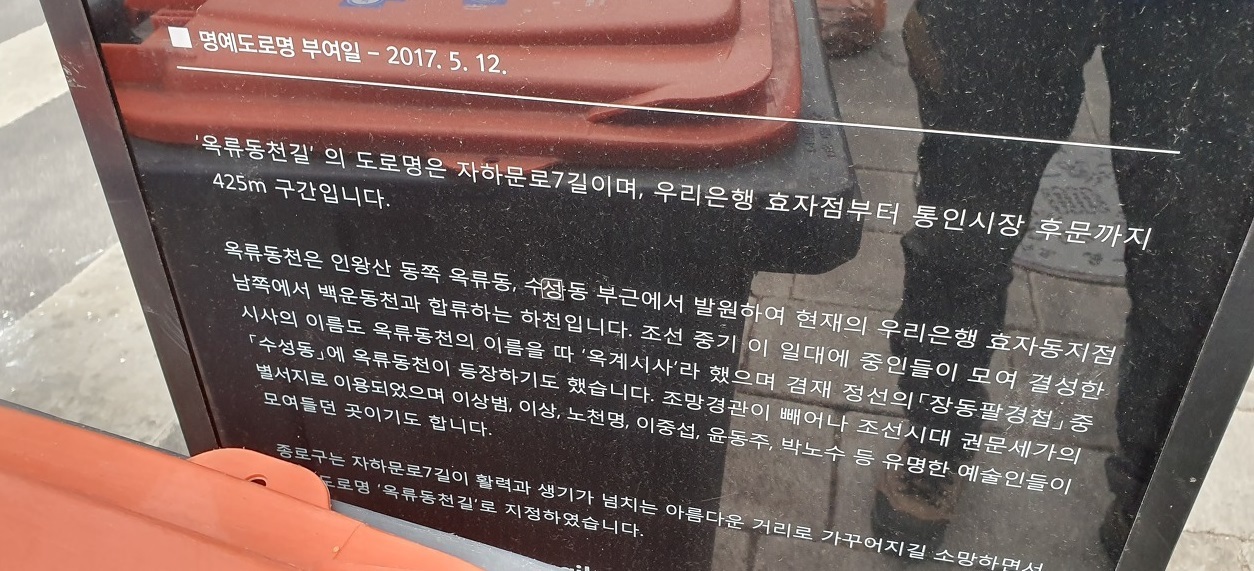 ■ 명예도로명 부여일 – 2017. 5. 12.
'옥류동천길' 의 도로명은 자하문로7길이며, 우리은행 효자점부터 통인시장 후문까지
425m 구간입니다.
옥류동천은 인왕산 동쪽 옥류동, 수성동 부근에서 발원하여 현재의 우리은행 효자동지점
남쪽에서 백운동천과 합류하는 하천입니다. 조선 중기 이 일대에 중인들이 모여 결성한
시사의 이름도 옥류동천의 이름을 따 '옥계시사'라 했으며 겸재 정선의 「장동팔경첩」 중
「수성동」에 옥류동천이 등장하기도 했습니다. 조망경관이 빼어나 조선시대 권문세가의
별서지로 이용되었으며 이상범, 이상, 노천명, 이중섭, 윤동주, 박노수 등 유명한 예술인들이
모여들던 곳이기도 합니다.
종로구는 자하문로7길이 활력과 생기가 넘치는 아름다운 거리로 가꾸어지길 소망하면서
도로명 '옥류동천길'로 지정하였습니다.